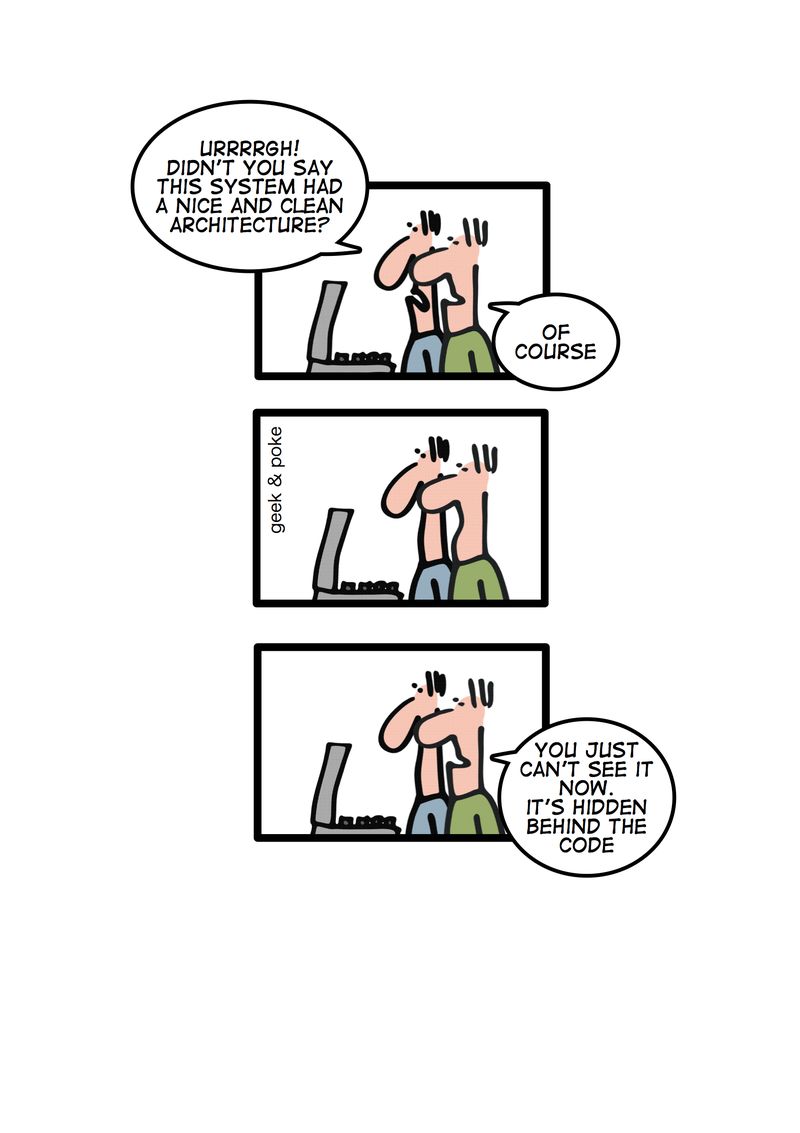 URRRRGH!
DIDN'T YOU SAY
THIS SYSTEM HAD
A NICE AND CLEAN
ARCHITECTURE?
OF
COURSE
geek & poke
YOU JUST
CAN'T SEE IT
NOW.
IT'S HIDDEN
BEHIND THE
CODE